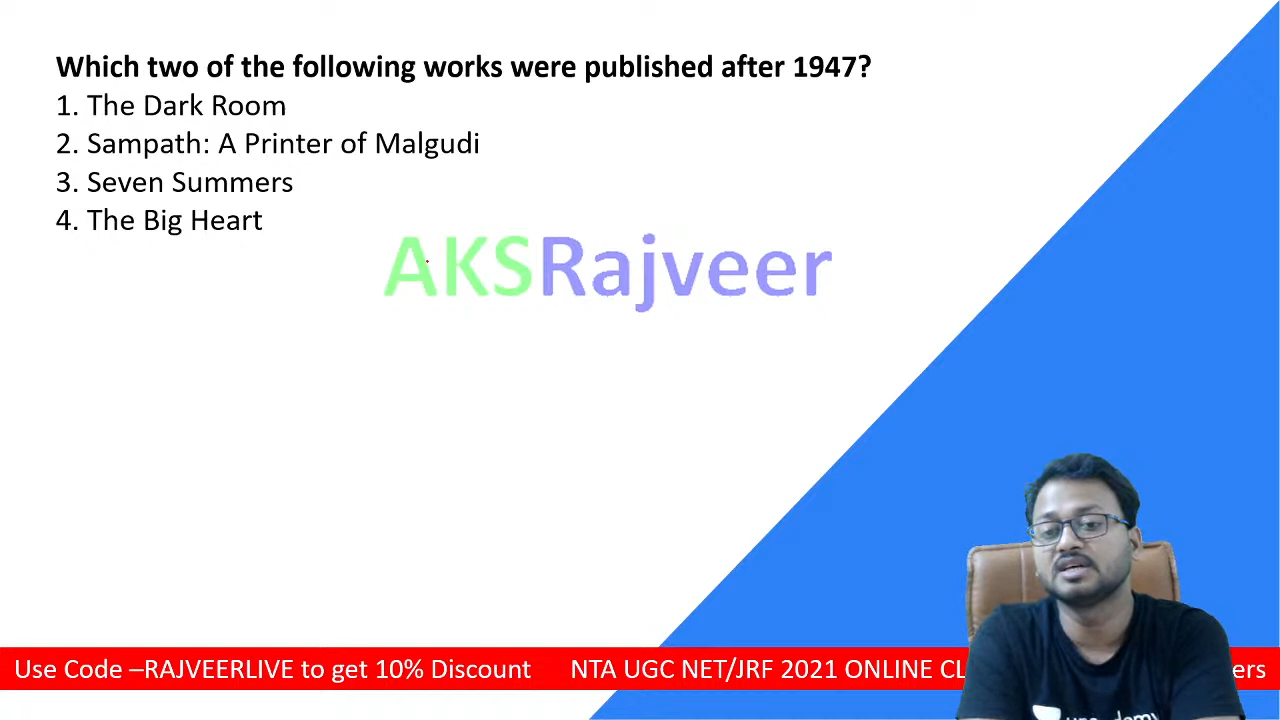 Which two of the following works were published after 1947?
1. The Dark Room
2. Sampath: A Printer of Malgudi
3. Seven Summers
4. The Big Heart
AKSRajveer
Use Code –RAJVEERLIVE to get 10% Discount NTA UGC NET/JRF 2021 ONLINE